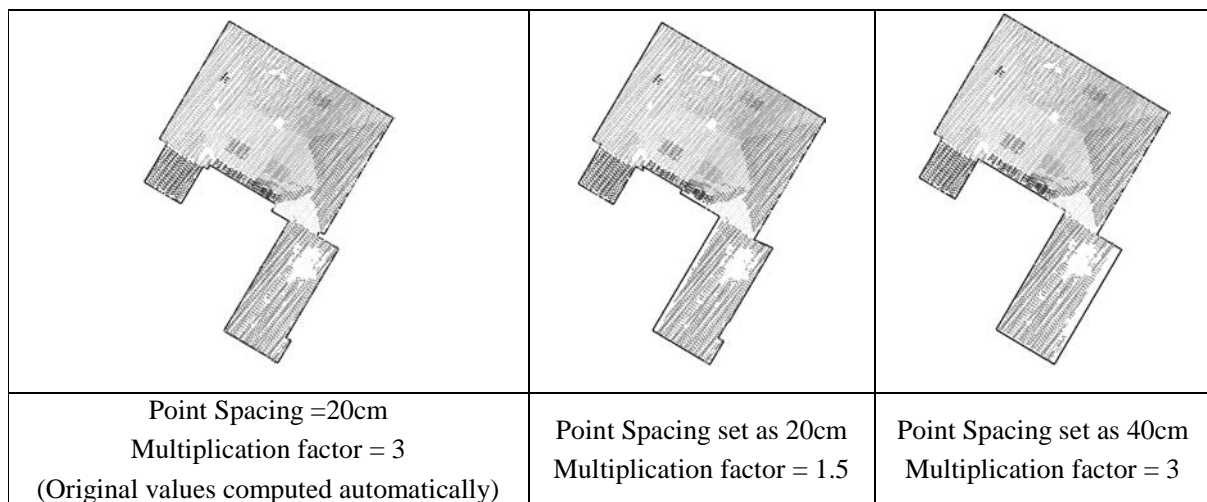 Point Spacing =20cm
Multiplication factor = 3
(Original values computed automatically)
Point Spacing set as 20cm
Multiplication factor = 1.5
Point Spacing set as 40cm
Multiplication factor = 3